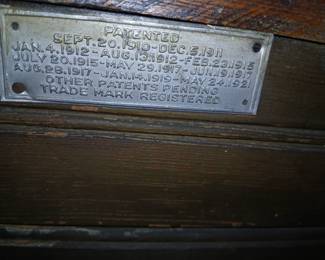 PATENTED
SEPT. 20, 1910 - DEC. 5, 1911
JAN. 4, 1912 - AUG. 13, 1912 - FEB. 23, 1915
JULY 20, 1915 - MAY 29, 1917 - JUL. 19, 1917
AUG. 28, 1917 - JAN. 14, 1919 - MAY 24, 1921
OTHER PATENTS PENDING
TRADE MARK REGISTERED